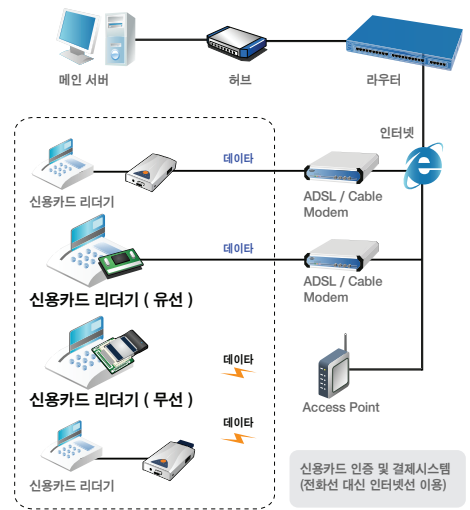 메인 서버
허브
라우터
인터넷
데이타
ADSL / Cable
Modem
신용카드 리더기
데이타
ADSL / Cable
Modem
신용카드 리더기 ( 유선 )
데이타
신용카드 리더기 ( 무선 )
Access Point
데이타
신용카드 리더기
신용카드 인증 및 결제시스템
(전화선 대신 인터넷선 이용)